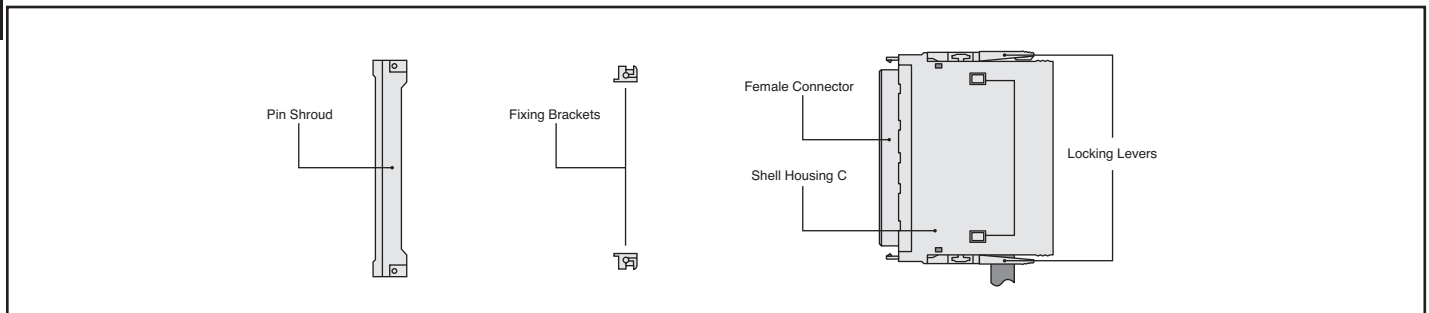 Pin Shroud
Fixing Brackets
Female Connector
Shell Housing C
Locking Levers